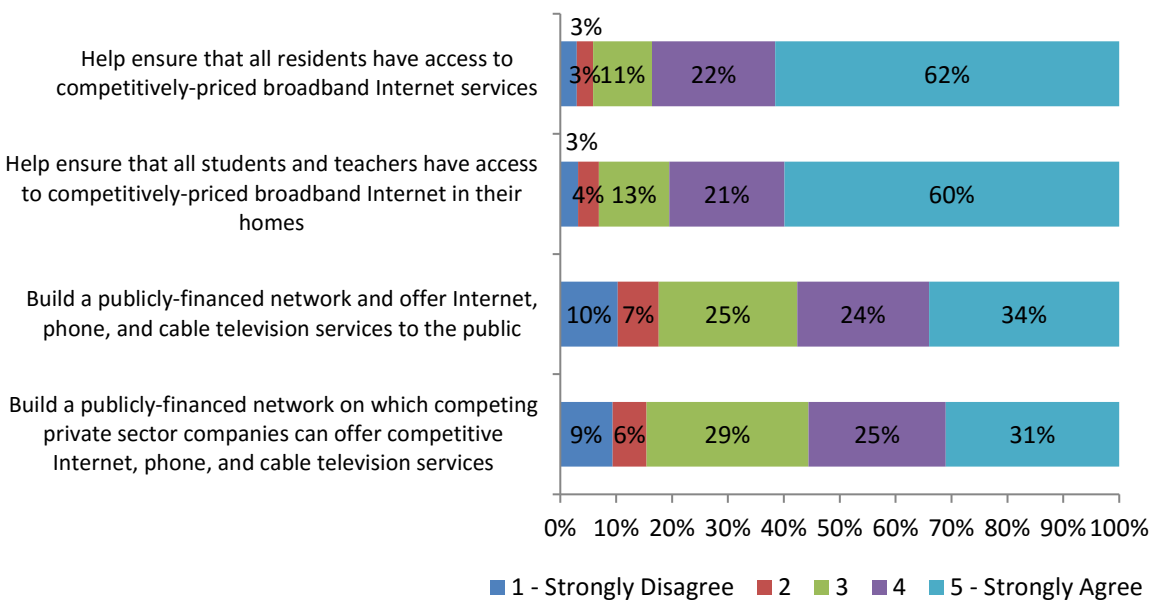 3%
Help ensure that all residents have access to
competitively-priced broadband Internet services
3% 11% 22% 62%
3%
Help ensure that all students and teachers have access
to competitively-priced broadband Internet in their
homes
4% 13% 21% 60%
Build a publicly-financed network and offer Internet,
phone, and cable television services to the public
10% 7% 25% 24% 34%
Build a publicly-financed network on which competing
private sector companies can offer competitive
Internet, phone, and cable television services
9% 6% 29% 25% 31%
0% 10% 20% 30% 40% 50% 60% 70% 80% 90% 100%
1 - Strongly Disagree 2 3 4 5 - Strongly Agree